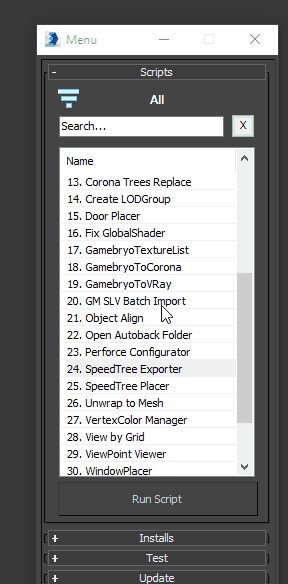 Menu
- Scripts
All
Search...
X
Name
13. Corona Trees Replace
14. Create LODGroup
15. Door Placer
16. Fix GlobalShader
17. GamebryoTextureList
18. GamebryoToCorona
19. GamebryoToVRay
20. GM SLV Batch Import
21. Object Align
22. Open Autoback Folder
23. Perforce Configurator
24. SpeedTree Exporter
25. SpeedTree Placer
26. Unwrap to Mesh
27. VertexColor Manager
28. View by Grid
29. ViewPoint Viewer
30. WindowPlacer
Run Script
+ Installs
+ Test
+ Update